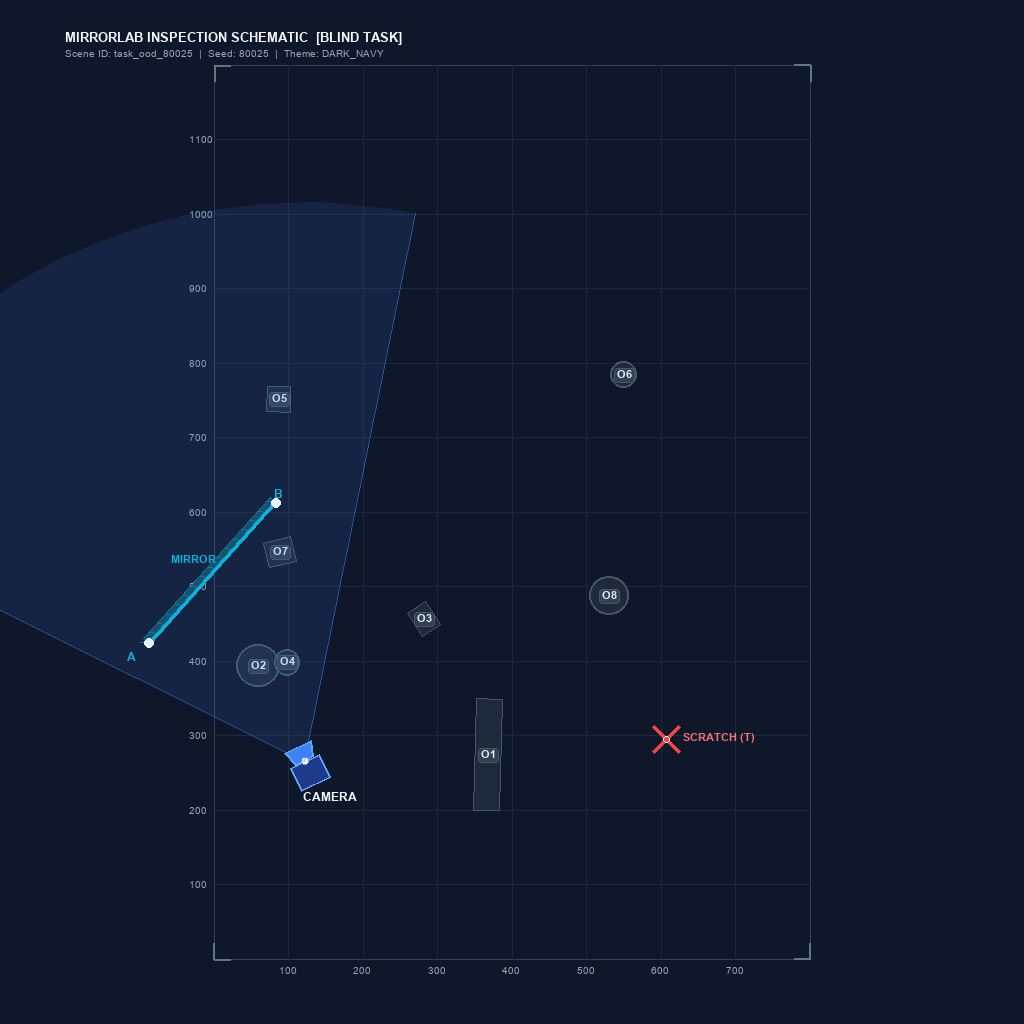 MIRRORLAB INSPECTION SCHEMATIC [BLIND TASK]
Scene ID: task_ood_80025 | Seed: 80025 | Theme: DARK_NAVY
1100
1000
900
800
O6
O5
700
B
600
MIRROR
O7
500
O8
O3
A
400
O2
O4
300
SCRATCH (T)
O1
CAMERA
200
100
100
200
300
400
500
600
700